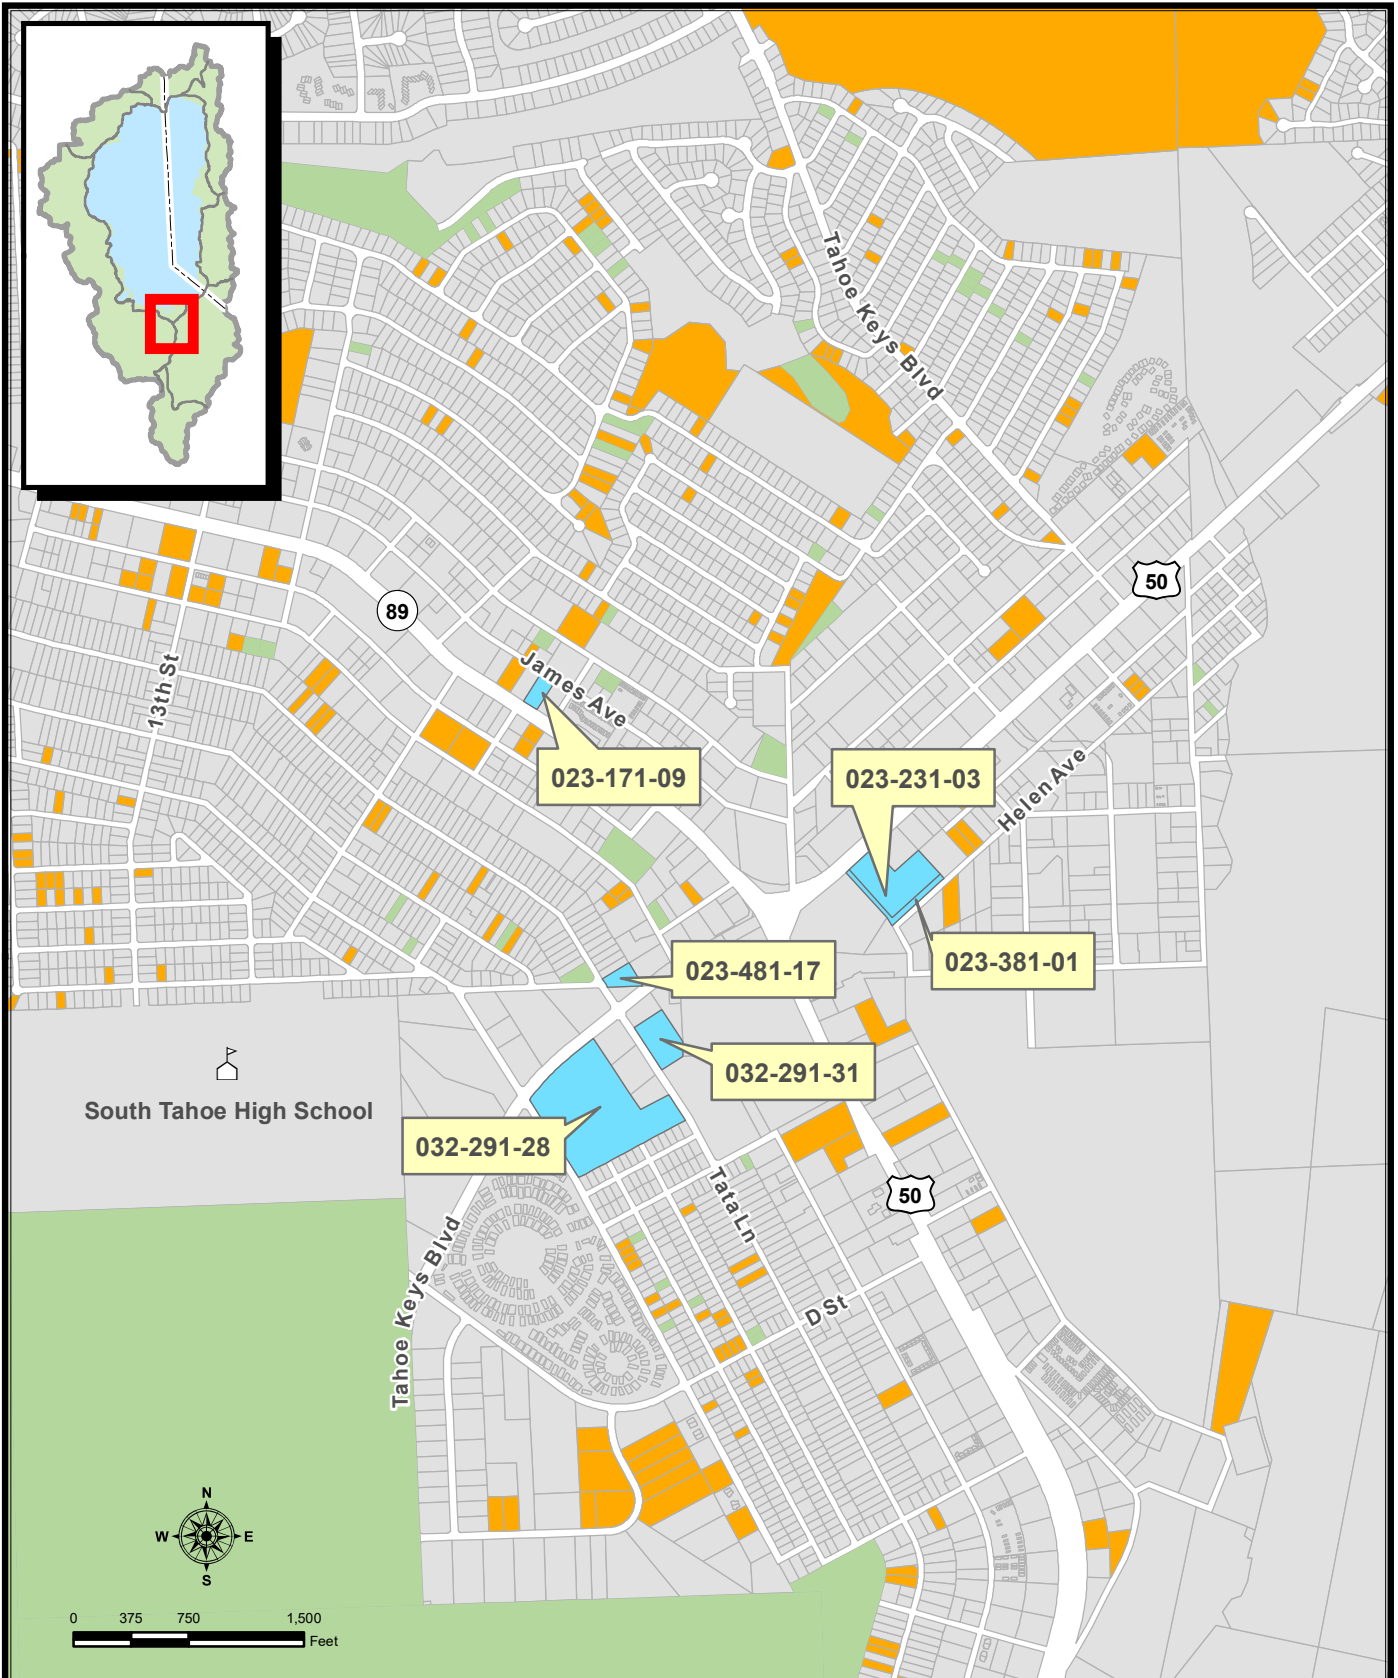 Tahoe Keys Blvd
50
89
James Ave
13th St
023-171-09
023-231-03
Helen Ave
023-381-01
023-481-17
032-291-31
South Tahoe High School
032-291-28
Tata Ln
50
Tahoe Keys Blvd
D St
N
W E
S
0 375 750 1,500
Feet